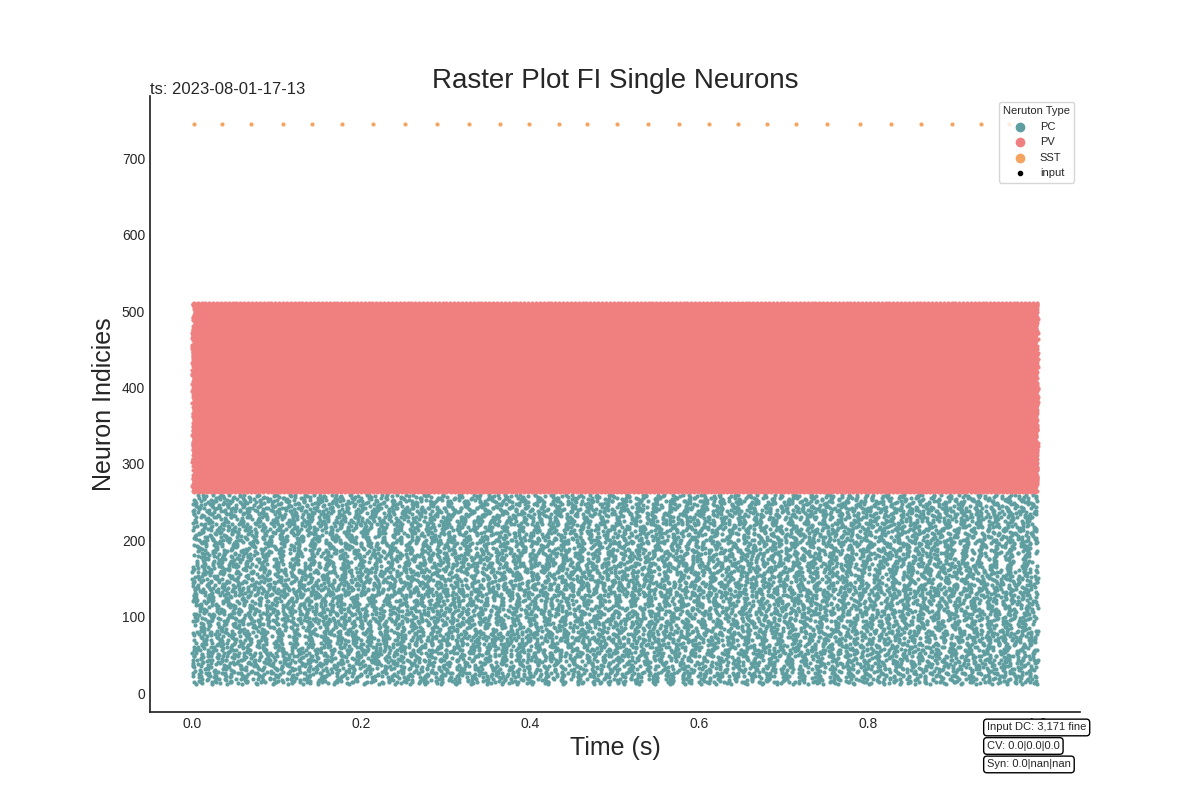 Raster Plot FI Single Neurons
ts: 2023-08-01-17-13
Neruton Type
PC
PV
SST
input
700
600
500
400
300
200
100
0
Neuron Indicies
0.0 0.2 0.4 0.6 0.8
Time (s)
Input DC: 3,171 fine
CV: 0.0|0.0|0.0
Syn: 0.0|nan|nan